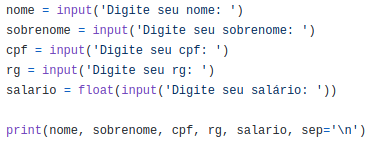 nome = input('Digite seu nome: ')
sobrenome = input('Digite seu sobrenome: ')
cpf = input('Digite seu cpf: ')
rg = input('Digite seu rg: ')
salario = float(input('Digite seu salário: '))
print(nome, sobrenome, cpf, rg, salario, sep='\n')